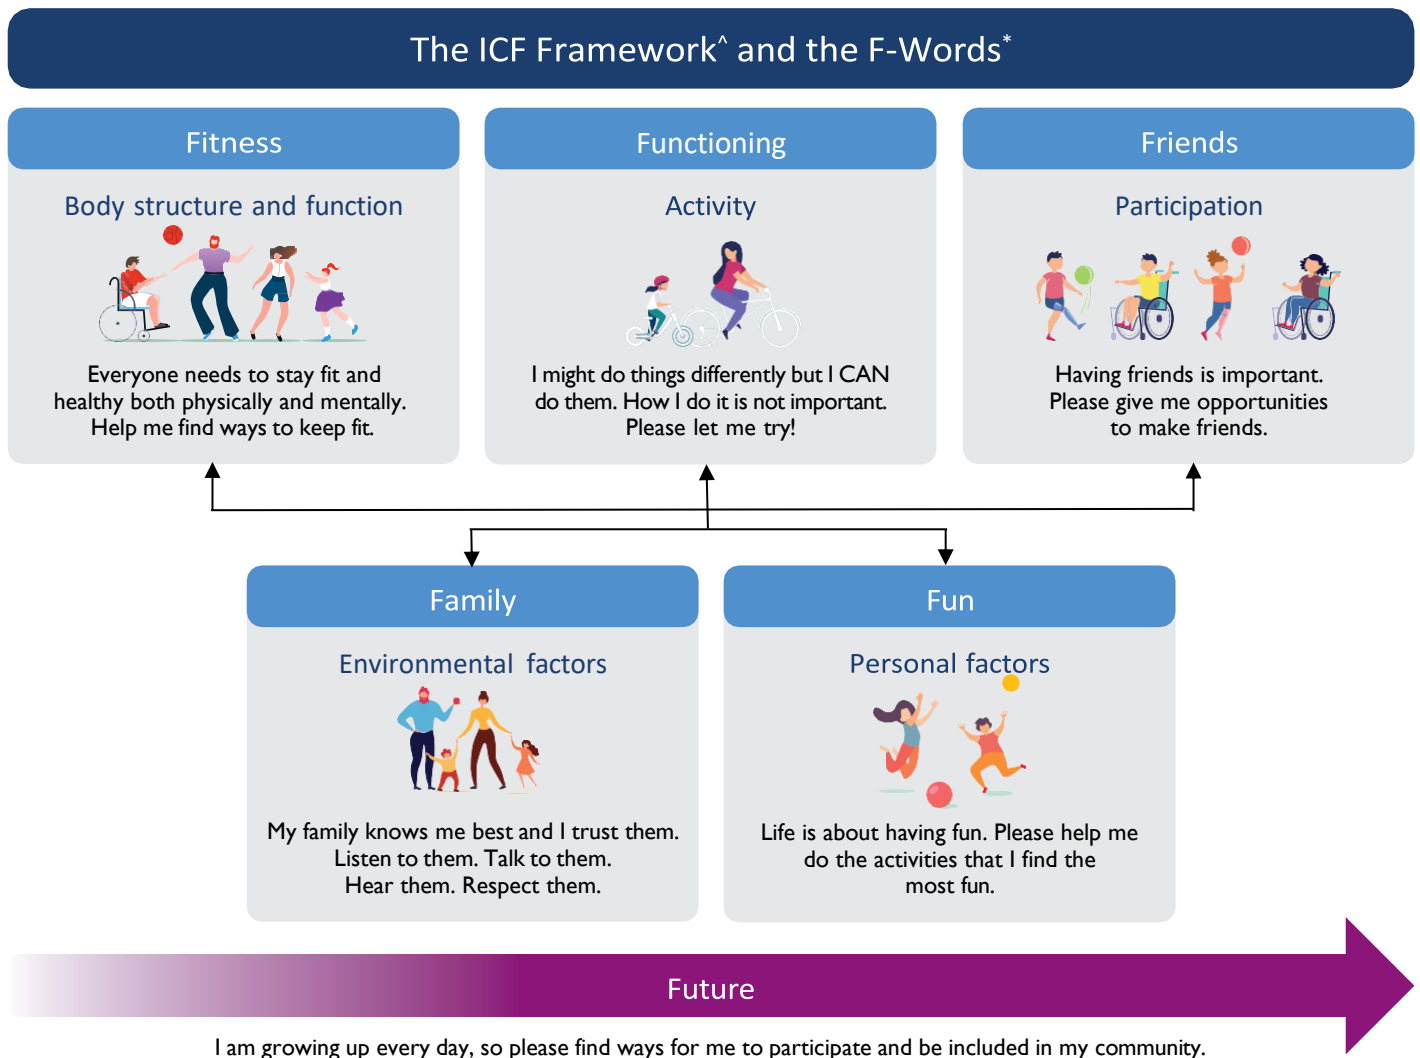 The ICF Framework^ and the F-Words*
Fitness
Body structure and function
Everyone needs to stay fit and
healthy both physically and mentally.
Help me find ways to keep fit.
Functioning
Activity
I might do things differently but I CAN
do them. How I do it is not important.
Please let me try!
Friends
Participation
Having friends is important.
Please give me opportunities
to make friends.
Family
Environmental factors
My family knows me best and I trust them.
Listen to them. Talk to them.
Hear them. Respect them.
Fun
Personal factors
Life is about having fun. Please help me
do the activities that I find the
most fun.
Future
I am growing up every day, so please find ways for me to participate and be included in my community.